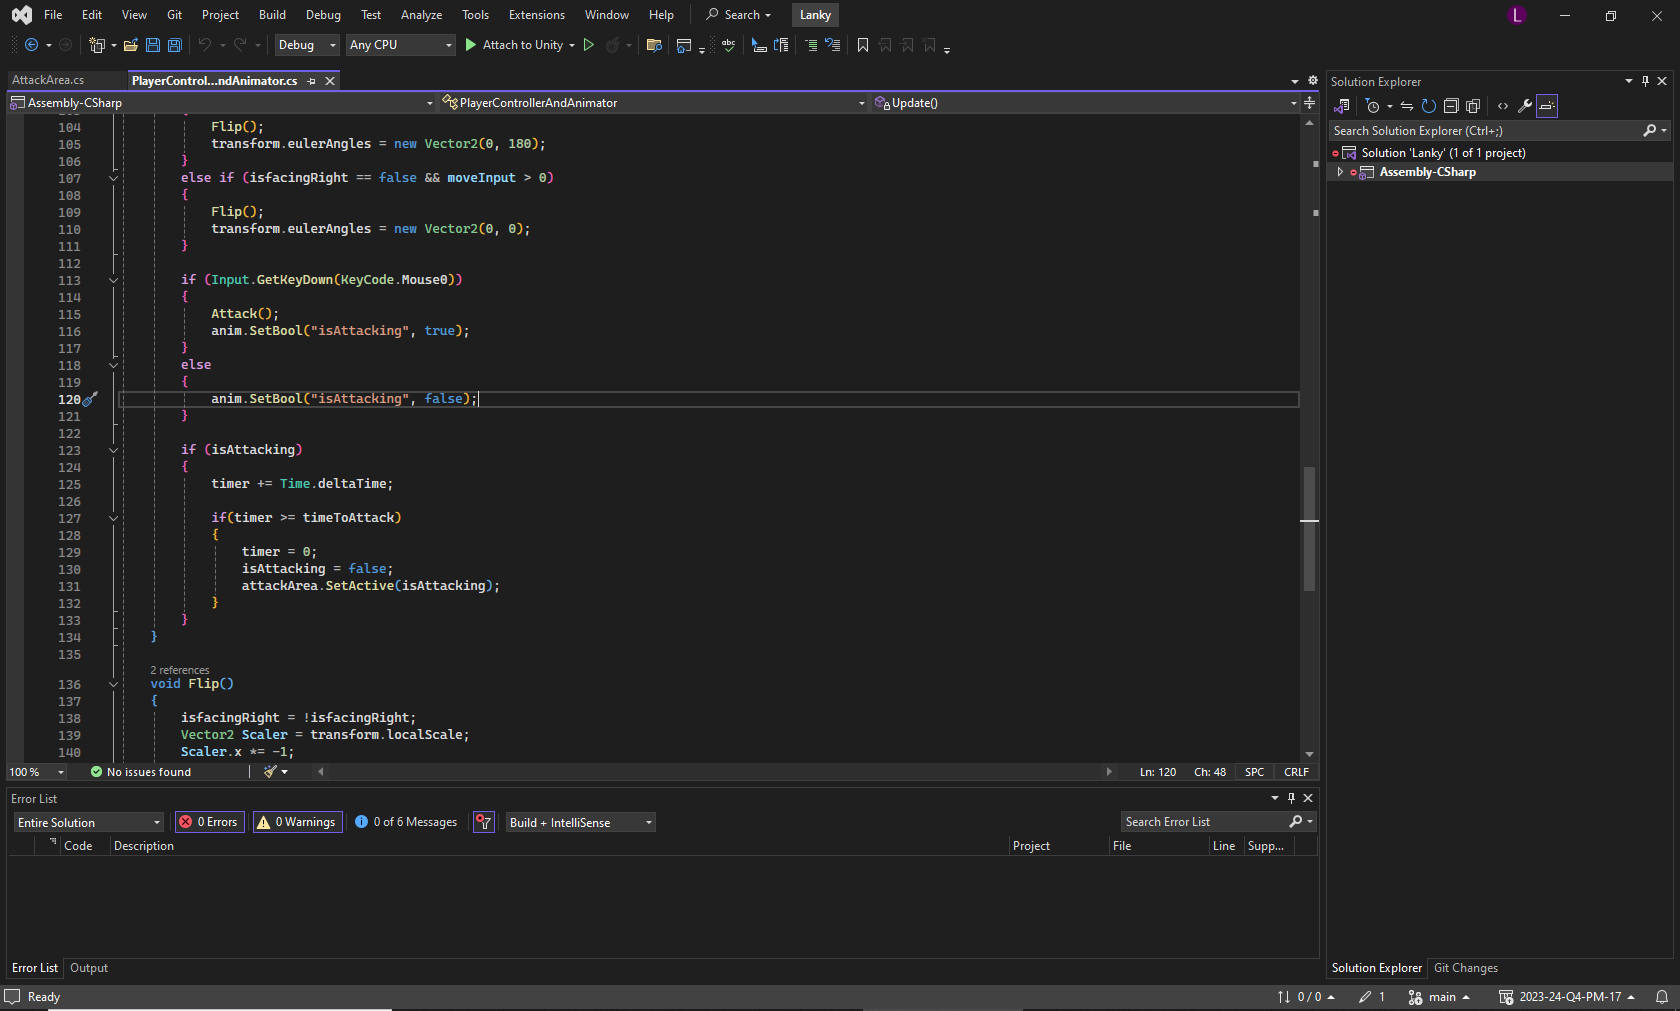 File Edit View Git Project Build Debug Test Analyze Tools Extensions Window Help Search Lanky L
Debug Any CPU Attach to Unity
AttackArea.cs PlayerControl...ndAnimator.cs
Assembly-CSharp PlayerControllerAndAnimator Update()
104 Flip();
105 transform.eulerAngles = new Vector2(0, 180);
106 }
107 else if (isfacingRight == false && moveInput > 0)
108 {
109 Flip();
110 transform.eulerAngles = new Vector2(0, 0);
111 }
112
113 if (Input.GetKeyDown(KeyCode.Mouse0))
114 {
115 Attack();
116 anim.SetBool("isAttacking", true);
117 }
118 else
119 {
120 anim.SetBool("isAttacking", false);
121 }
122
123 if (isAttacking)
124 {
125 timer += Time.deltaTime;
126
127 if(timer >= timeToAttack)
128 {
129 timer = 0;
130 isAttacking = false;
131 attackArea.SetActive(isAttacking);
132 }
133 }
134 }
135
2 references
136 void Flip()
137 {
138 isfacingRight = !isfacingRight;
139 Vector2 Scaler = transform.localScale;
140 Scaler.x *= -1;
100 % No issues found Ln: 120 Ch: 48 SPC CRLF
Error List
Entire Solution 0 Errors 0 Warnings 0 of 6 Messages Build + IntelliSense Search Error List
Code Description Project File Line Supp...
Error List Output
Solution Explorer
Search Solution Explorer (Ctrl+;)
Solution 'Lanky' (1 of 1 project)
Assembly-CSharp
Solution Explorer Git Changes
Ready 0 / 0 1 main 2023-24-Q4-PM-17